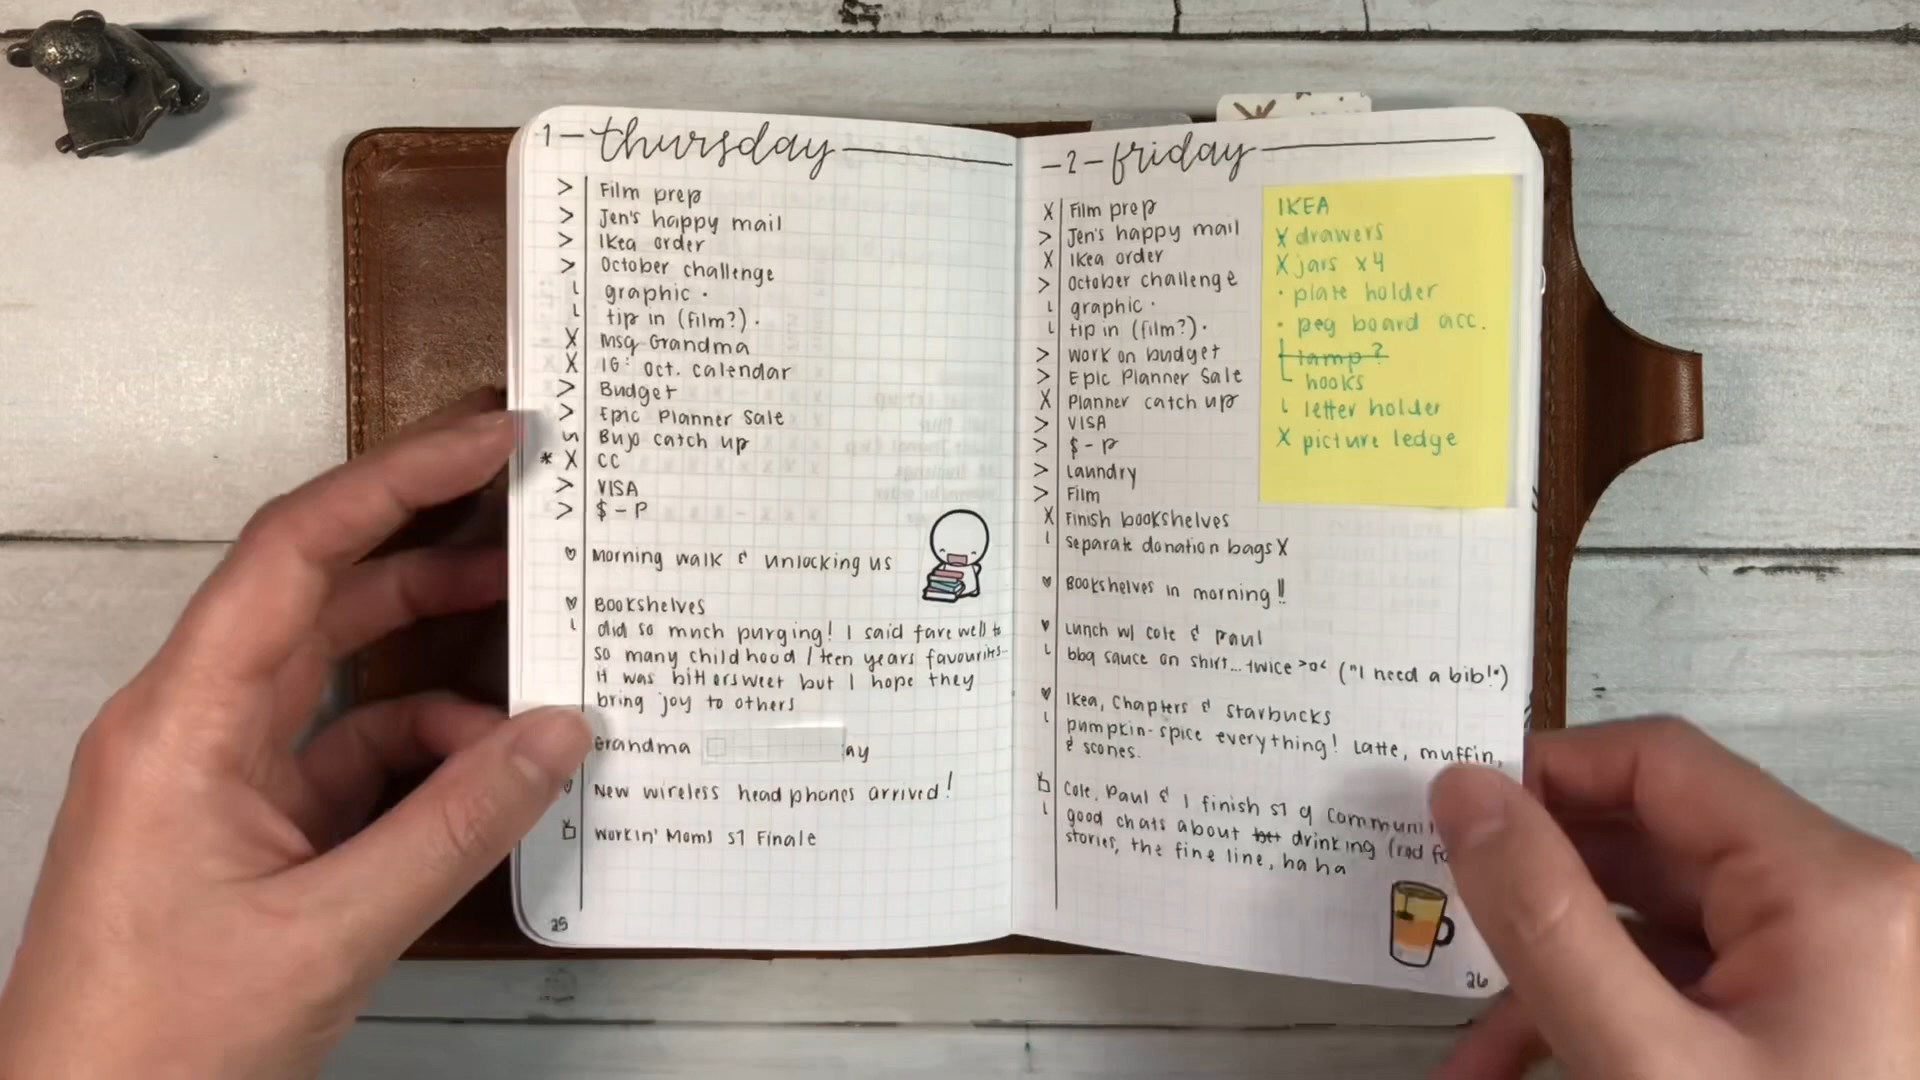 1 – thursday
> Film prep
> Jen's happy mail
> Ikea order
> October challenge
graphic ·
tip in (film?) ·
X msg Grandma
X IG: Oct. calendar
> Budget
> Epic Planner Sale
Bujo catch up
* X CC
> VISA
> $ - P
♡ Morning walk & unlocking us
♡ Bookshelves
did so much purging! I said farewell to
so many childhood / teen years favourites...
it was bittersweet but I hope they
bring joy to others
Grandma ay
♡ New wireless headphones arrived!
Workin' Moms S1 Finale
25
– 2 – friday
X Film prep
> Jen's happy mail
X Ikea order
> October challenge
graphic ·
tip in (film?) ·
> work on budget
> Epic Planner Sale
X Planner catch up
> VISA
> $ - P
> Laundry
> Film
X Finish bookshelves
separate donation bags X
♥ Bookshelves in morning!!
♥ Lunch w/ Cole & Paul
bbq sauce on shirt... twice >o< ("I need a bib!")
♥ Ikea, Chapters & Starbucks
pumpkin-spice everything! Latte, muffin,
& scones.
Cole, Paul & I finish S1 of Communi
good chats about drinking (red fo
stories, the fine line, ha ha
26
IKEA
X drawers
X jars x4
· plate holder
· peg board acc.
lamp?
hooks
letter holder
X picture ledge